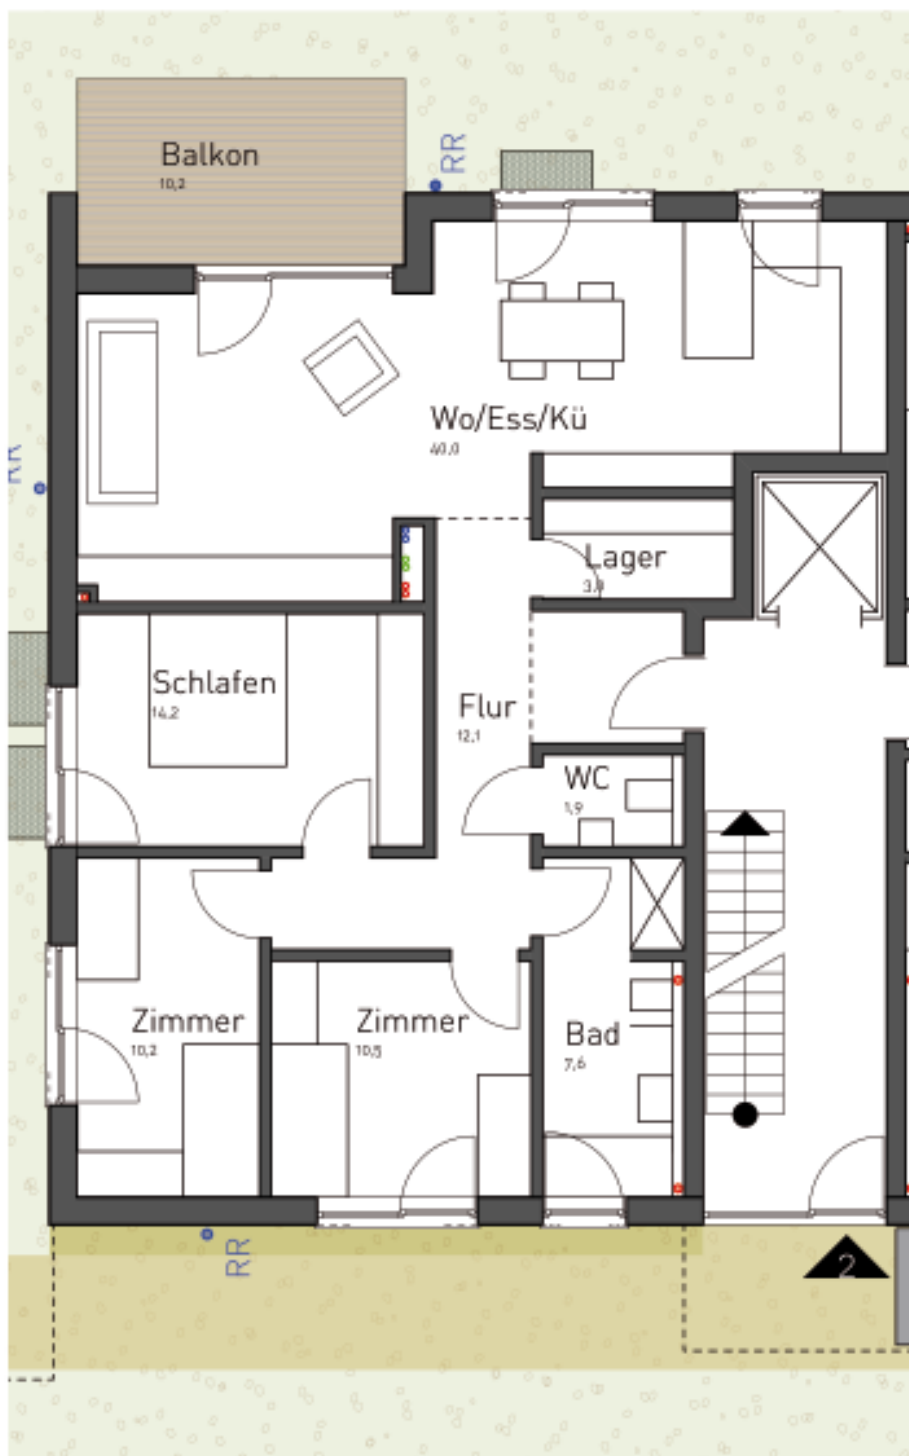 Balkon
10,2
RR
Wo/Ess/Kü
40,0
RR
Lager
Schlafen
14,2
Flur
12,1
WC
1,9
Zimmer
10,2
Zimmer
10,5
Bad
7,6
RR
2